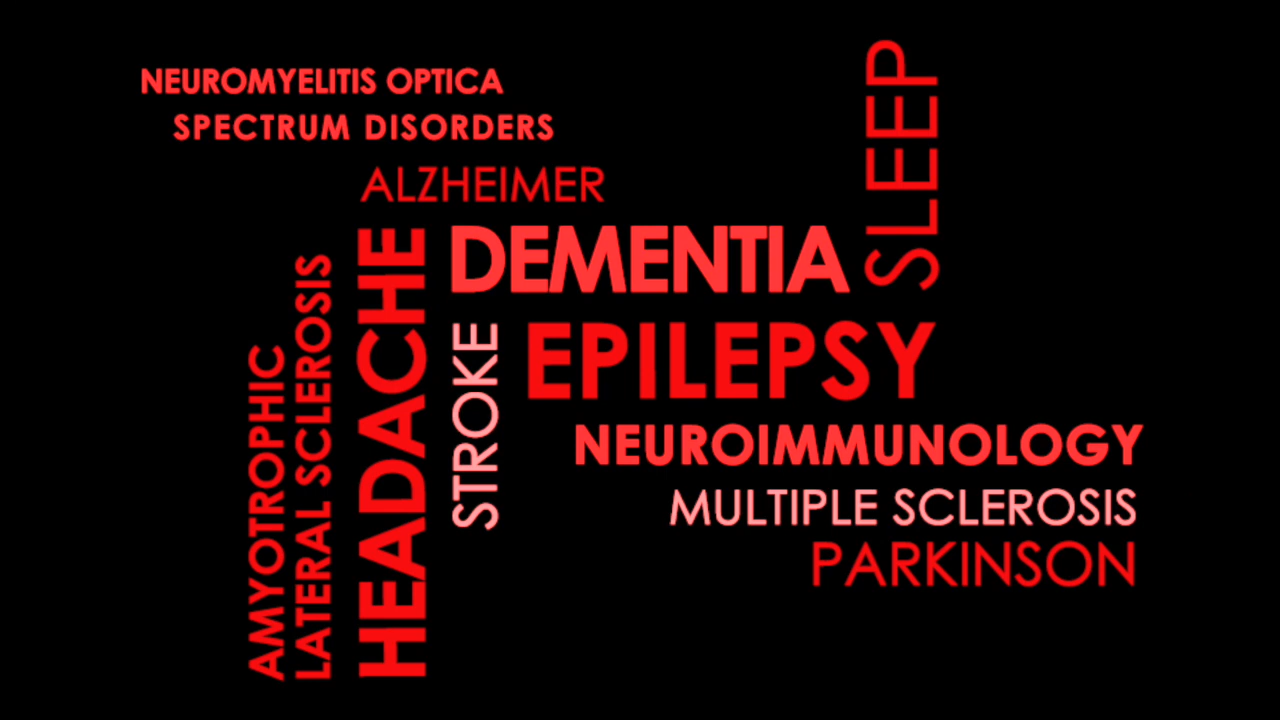 NEUROMYELITIS OPTICA
SPECTRUM DISORDERS
ALZHEIMER
SLEEP
DEMENTIA
HEADACHE
AMYOTROPHIC
LATERAL SCLEROSIS
STROKE
EPILEPSY
NEUROIMMUNOLOGY
MULTIPLE SCLEROSIS
PARKINSON